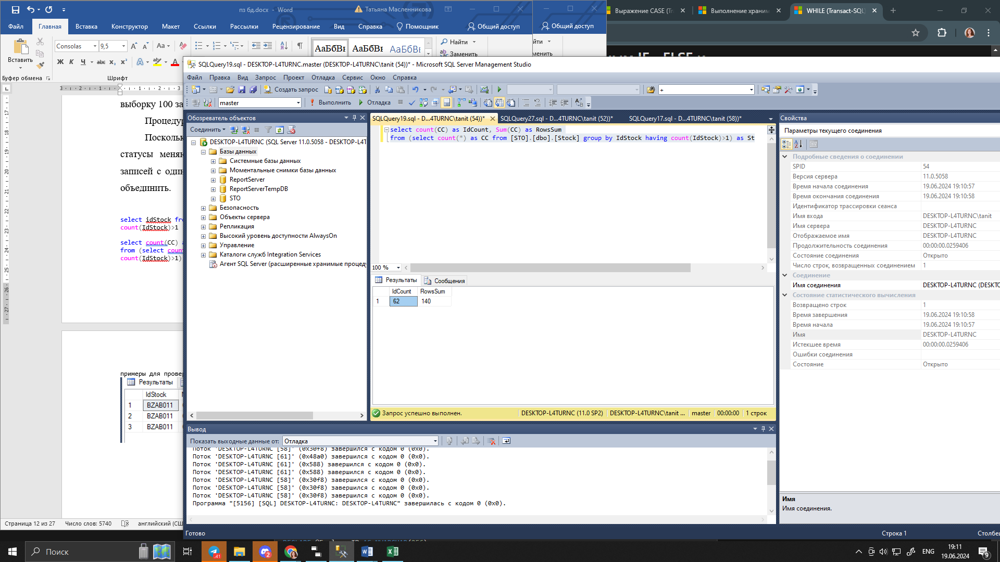 пз бд.docx - Word
Татьяна Масленникова
Файл
Главная
Вставка
Конструктор
Макет
Ссылки
Рассылки
Рецензирование
Вид
Справка
Помощник
Общий доступ
Общий доступ
Выражение CASE (Tr
Выполнение храни
WHILE (Transact-SQL
Вставить
Consolas
9,5
Буфер обмена
Шрифт
АаБбВ
АаБбВ
АаБбВ
Найти
Заменить
выборку 100 за
Процедур
Посколь
статусы меня
записей с оди
объединить.
select idStock fro
count(IdStock)>1
select count(CC) a
from (select coun
count(IdStock)>1)
примеры для прове
Результаты
IdStock
1 BZAB011
2 BZAB011
3 BZAB011
Страница 12 из 27
Число слов: 5740
английский (СШ
SQLQuery19.sql - DESKTOP-L4TURNC.master (DESKTOP-L4TURNC\tanit (54))* - Microsoft SQL Server Management Studio
Файл Правка Вид Запрос Проект Отладка Сервис Окно Справка
Создать запрос
master
Выполнить
Отладка
Обозреватель объектов
Соединить
DESKTOP-L4TURNC (SQL Server 11.0.5058 - DESKTOP-L4T
Базы данных
Системные базы данных
Моментальные снимки базы данных
ReportServer
ReportServerTempDB
STO
Безопасность
Объекты сервера
Репликация
Высокий уровень доступности AlwaysOn
Управление
Каталоги служб Integration Services
Агент SQL Server (расширенные хранимые процед
SQLQuery19.sql - D...4TURNC\tanit (54))*
SQLQuery27.sql - D...4TURNC\tanit (52))*
SQLQuery17.sql - D...4TURNC\tanit (58))*
select count(CC) as IdCount, Sum(CC) as RowsSum
from (select count(*) as CC from [STO].[dbo].[Stock] group by IdStock having count(IdStock)>1) as St
100 %
Результаты
Сообщения
IdCount RowsSum
1 62 140
Запрос успешно выполнен.
DESKTOP-L4TURNC (11.0 SP2)
DESKTOP-L4TURNC\tanit ...
master
00:00:00
1 строк
Вывод
Показать выходные данные от: Отладка
Поток 'DESKTOP-L4TURNC [58]' (0x30f8) завершился с кодом 0 (0x0).
Поток 'DESKTOP-L4TURNC [61]' (0x48a0) завершился с кодом 0 (0x0).
Поток 'DESKTOP-L4TURNC [61]' (0x588) завершился с кодом 0 (0x0).
Поток 'DESKTOP-L4TURNC [61]' (0x588) завершился с кодом 0 (0x0).
Поток 'DESKTOP-L4TURNC [58]' (0x30f8) завершился с кодом 0 (0x0).
Поток 'DESKTOP-L4TURNC [58]' (0x30f8) завершился с кодом 0 (0x0).
Поток 'DESKTOP-L4TURNC [58]' (0x30f8) завершился с кодом 0 (0x0).
Программа "[5156] [SQL] DESKTOP-L4TURNC: DESKTOP-L4TURNC" завершилась с кодом 0 (0x0).
Свойства
Параметры текущего соединения
Подробные сведения о соединении
SPID 54
Версия сервера 11.0.5058
Время начала соединения 19.06.2024 19:10:57
Время окончания соединения 19.06.2024 19:10:58
Идентификатор трассировки сеанса
Имя входа DESKTOP-L4TURNC\tanit
Имя сервера DESKTOP-L4TURNC
Отображаемое имя DESKTOP-L4TURNC
Продолжительность соединения 00:00:00.0259406
Состояние соединения Открыто
Число строк, возвращенных соединением 1
Соединение
Имя соединения DESKTOP-L4TURNC (DESKTO
Состояние статистического вычисления
Возвращено строк 1
Время завершения 19.06.2024 19:10:58
Время начала 19.06.2024 19:10:57
Имя DESKTOP-L4TURNC
Истекшее время 00:00:00.0259406
Ошибки соединения
Состояние Открыто
Имя
Имя соединения.
Готово
Строка 1
Столбец
Поиск
ENG
19:11
19.06.2024